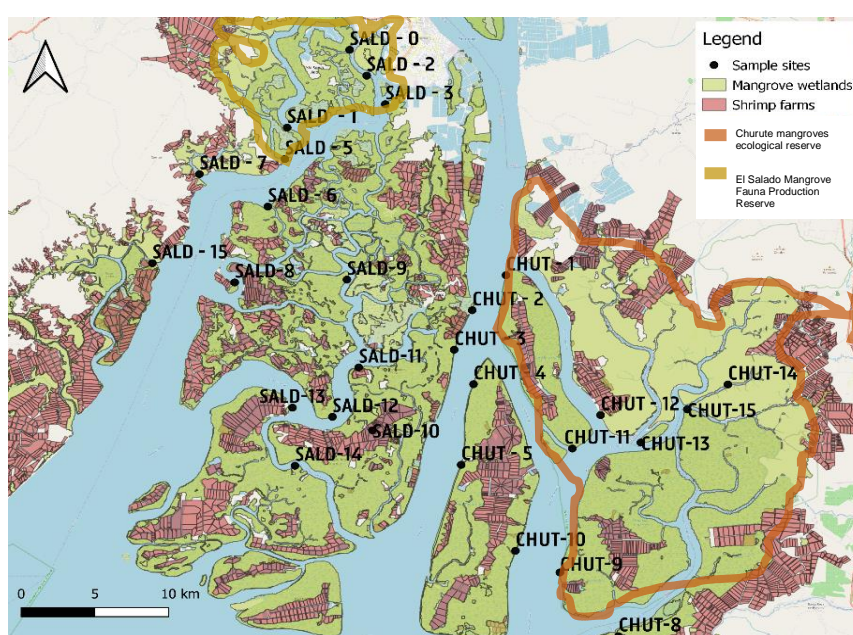 SALD - 0
SALD - 2
SALD - 3
SALD - 1
SALD - 5
SALD - 7
SALD - 6
SALD - 15
SALD-8
SALD-9
CHUT - 1
CHUT - 2
CHUT - 3
SALD-11
CHUT - 4
CHUT-14
SALD-13
SALD-12
CHUT - 12
CHUT-15
SALD-10
CHUT-11
CHUT-13
SALD-14
CHUT - 5
CHUT-10
CHUT-9
CHUT-8
Legend
Sample sites
Mangrove wetlands
Shrimp farms
Churute mangroves
ecological reserve
El Salado Mangrove
Fauna Production
Reserve
0 5 10 km